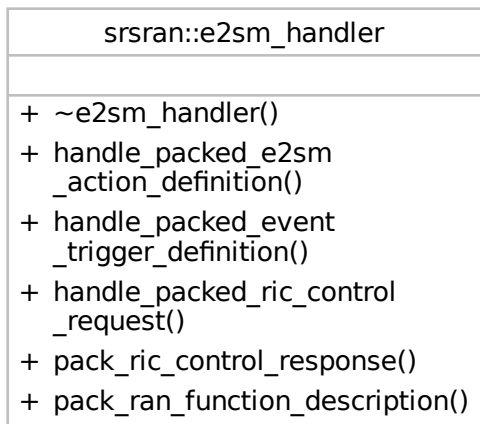 srsran::e2sm_handler
+ ~e2sm_handler()
+ handle_packed_e2sm
_action_definition()
+ handle_packed_event
_trigger_definition()
+ handle_packed_ric_control
_request()
+ pack_ric_control_response()
+ pack_ran_function_description()